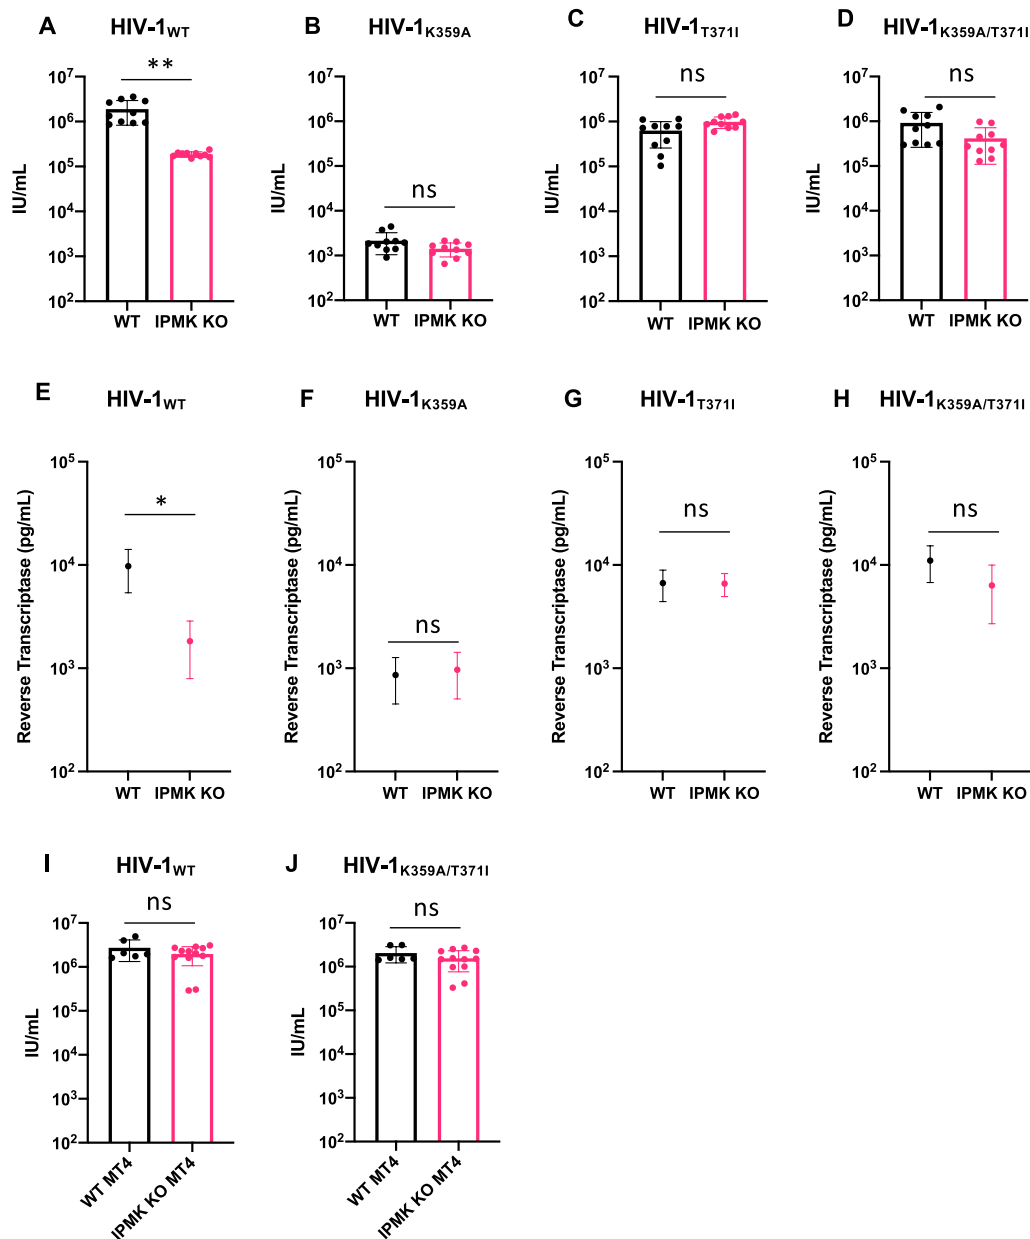 A HIV-1WT
**
IU/mL
10⁷
10⁶
10⁵
10⁴
10³
10²
WT IPMK KO
B HIV-1K359A
ns
IU/mL
10⁷
10⁶
10⁵
10⁴
10³
10²
WT IPMK KO
C HIV-1T371I
ns
IU/mL
10⁷
10⁶
10⁵
10⁴
10³
10²
WT IPMK KO
D HIV-1K359A/T371I
ns
IU/mL
10⁷
10⁶
10⁵
10⁴
10³
10²
WT IPMK KO
E HIV-1WT
*
Reverse Transcriptase (pg/mL)
10⁵
10⁴
10³
10²
WT IPMK KO
F HIV-1K359A
ns
Reverse Transcriptase (pg/mL)
10⁵
10⁴
10³
10²
WT IPMK KO
G HIV-1T371I
ns
Reverse Transcriptase (pg/mL)
10⁵
10⁴
10³
10²
WT IPMK KO
H HIV-1K359A/T371I
ns
Reverse Transcriptase (pg/mL)
10⁵
10⁴
10³
10²
WT IPMK KO
I HIV-1WT
ns
IU/mL
10⁷
10⁶
10⁵
10⁴
10³
10²
WT MT4
IPMK KO MT4
J HIV-1K359A/T371I
ns
IU/mL
10⁷
10⁶
10⁵
10⁴
10³
10²
WT MT4
IPMK KO MT4